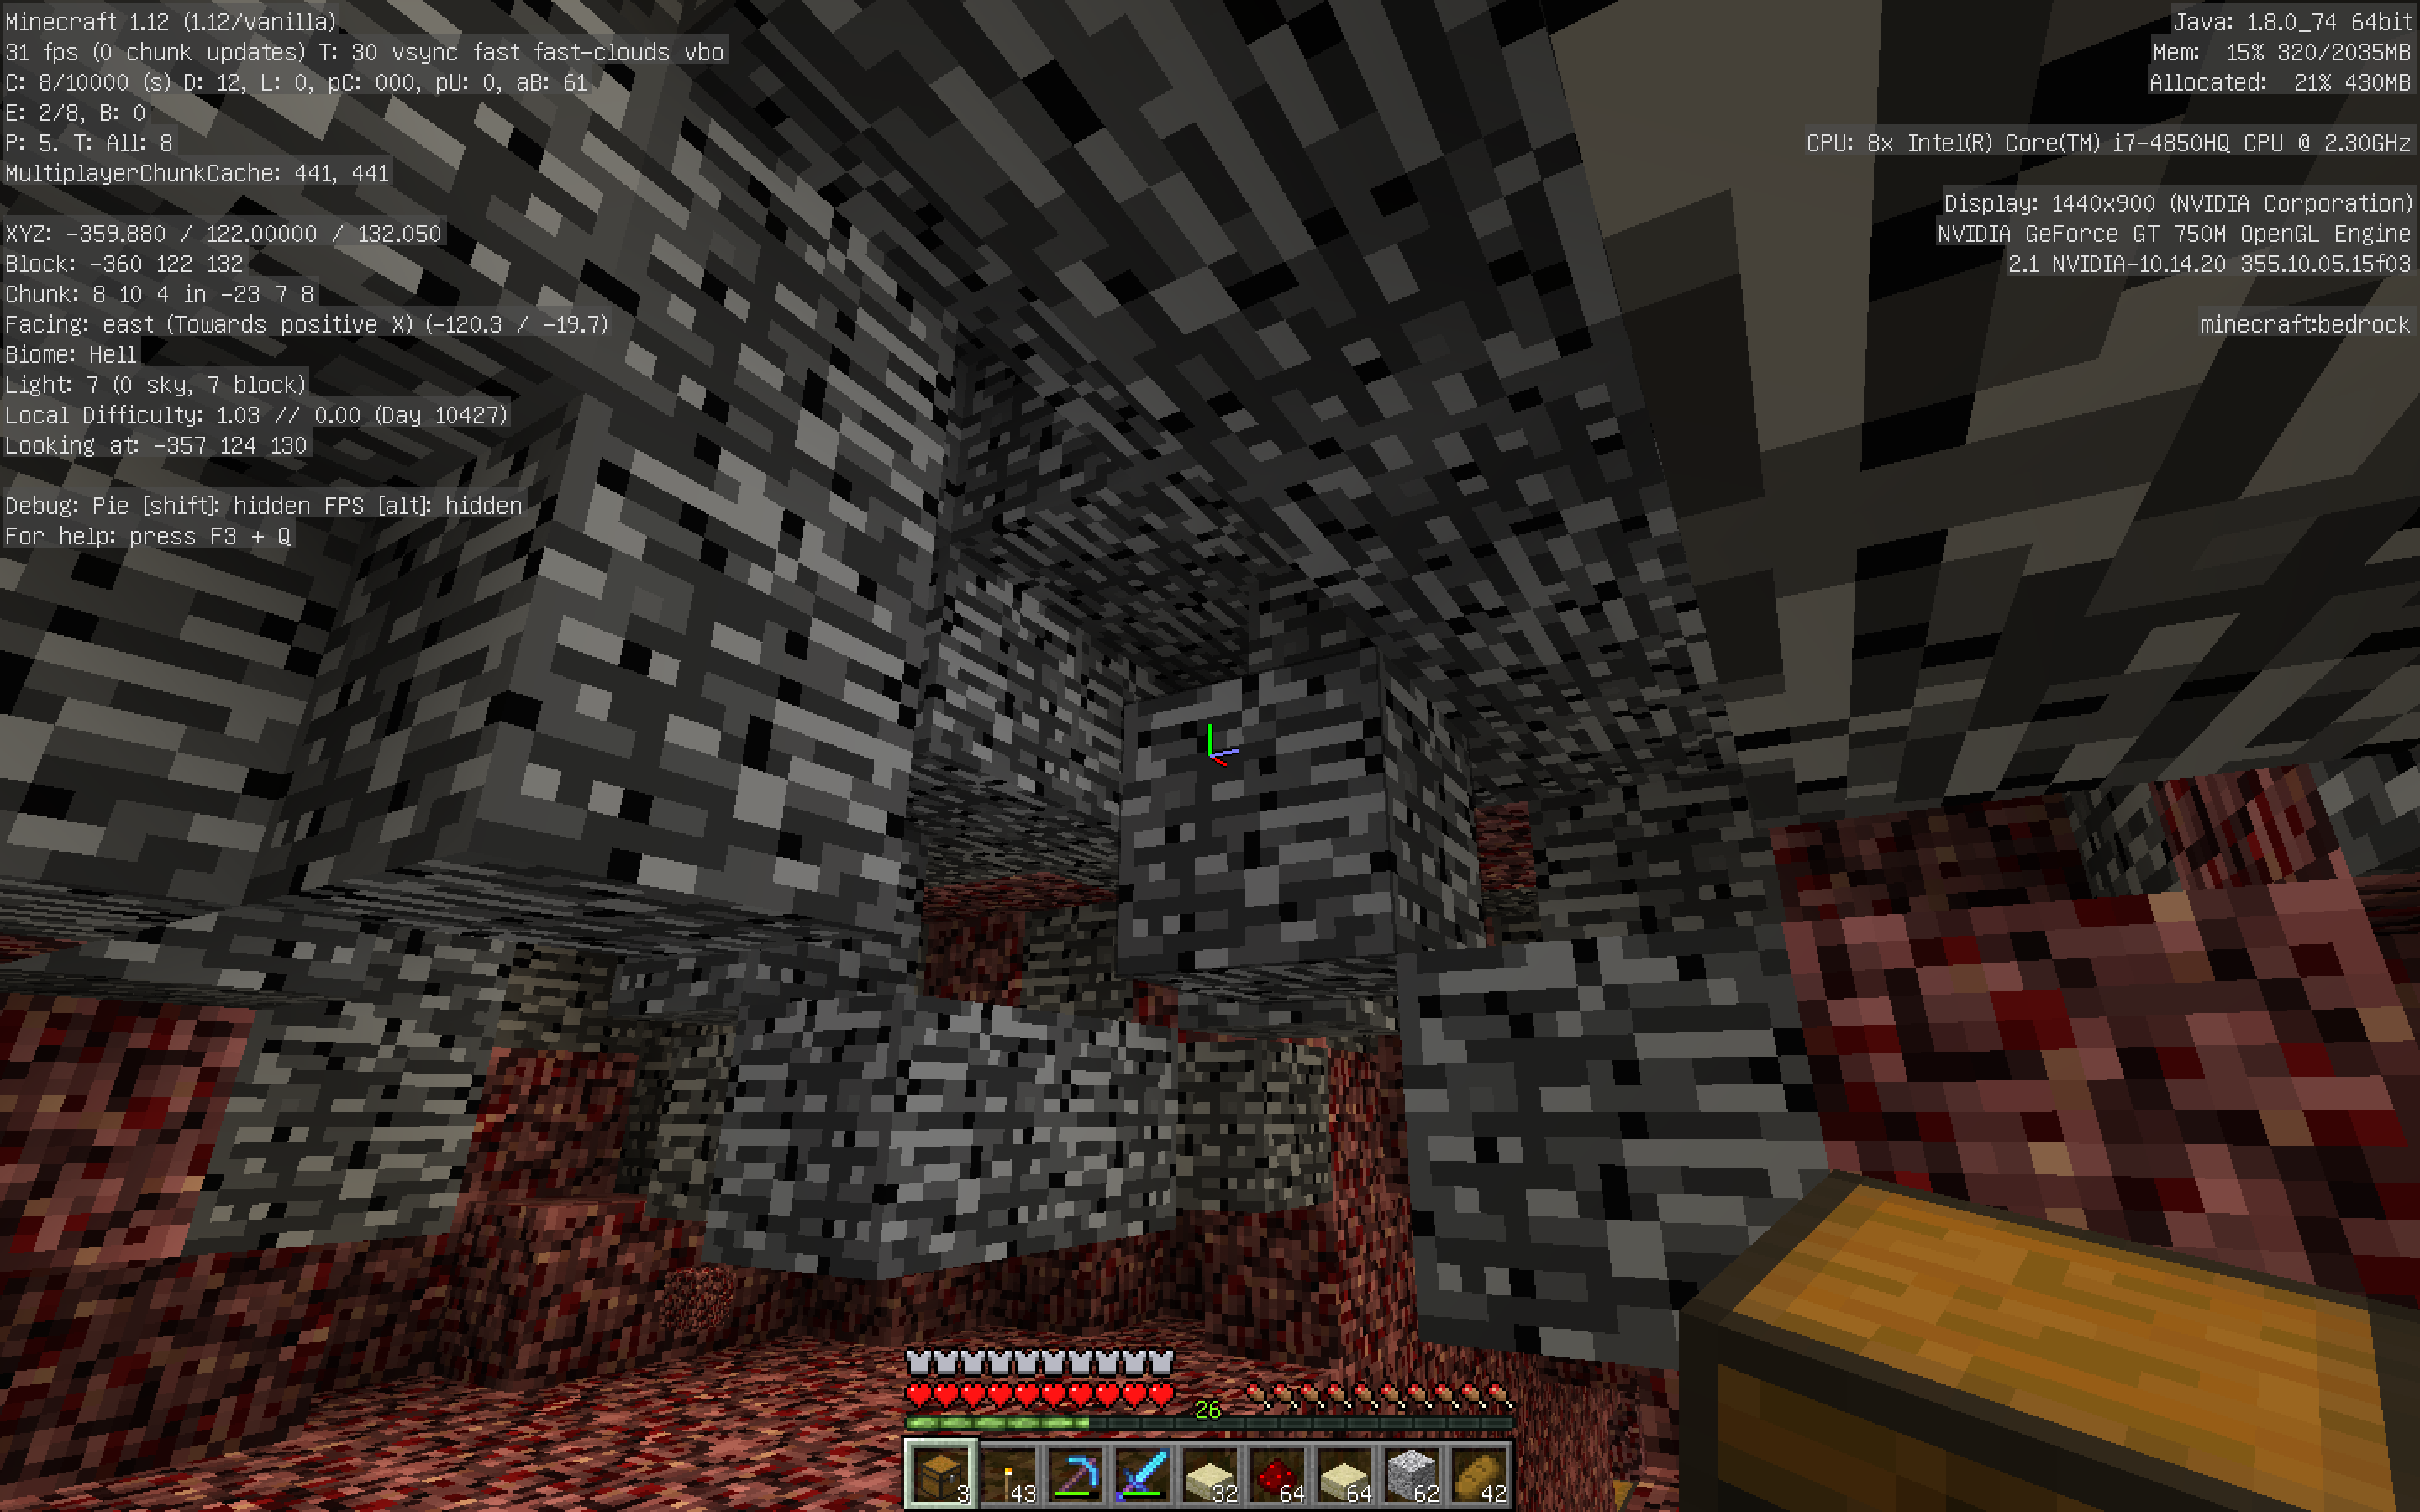 Minecraft 1.12 (1.12/vanilla)
31 fps (0 chunk updates) T: 30 vsync fast fast-clouds vbo
C: 8/10000 (s) D: 12, L: 0, pC: 000, pU: 0, aB: 61
E: 2/8, B: 0
P: 5. T: All: 8
MultiplayerChunkCache: 441, 441
XYZ: -359.880 / 122.00000 / 132.050
Block: -360 122 132
Chunk: 8 10 4 in -23 7 8
Facing: east (Towards positive X) (-120.3 / -19.7)
Biome: Hell
Light: 7 (0 sky, 7 block)
Local Difficulty: 1.03 // 0.00 (Day 10427)
Looking at: -357 124 130
Debug: Pie [shift]: hidden FPS [alt]: hidden
For help: press F3 + Q
Java: 1.8.0_74 64bit
Mem: 15% 320/2035MB
Allocated: 21% 430MB
CPU: 8x Intel(R) Core(TM) i7-4850HQ CPU @ 2.30GHz
Display: 1440x900 (NVIDIA Corporation)
NVIDIA GeForce GT 750M OpenGL Engine
2.1 NVIDIA-10.14.20 355.10.05.15f03
minecraft:bedrock
26
3 43 32 64 64 62 42